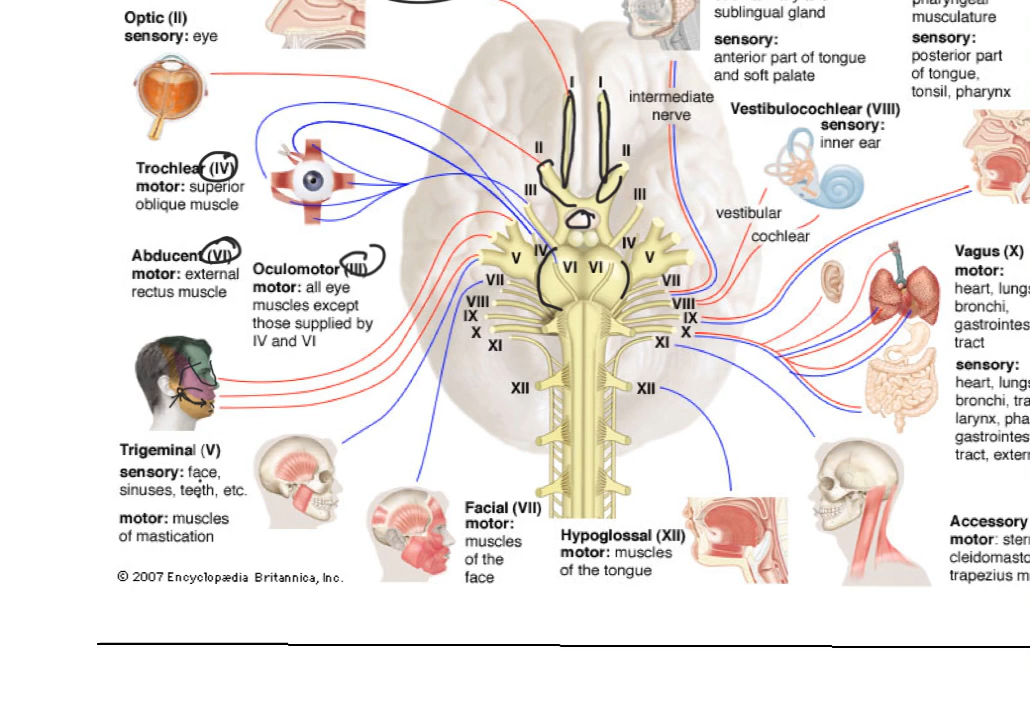 Optic (II)
sensory: eye
sublingual gland
sensory:
anterior part of tongue
and soft palate
pharyngeal
musculature
sensory:
posterior part
of tongue,
tonsil, pharynx
I I
intermediate
nerve
Vestibulocochlear (VIII)
sensory:
inner ear
II II
Trochlear (IV)
motor: superior
oblique muscle
III III
vestibular
cochlear
Abducent (VI)
motor: external
rectus muscle
Oculomotor (III)
motor: all eye
muscles except
those supplied by
IV and VI
IV IV
V VI VI V
VII VII
VIII VIII
IX IX
X X
XI XI
XII XII
Vagus (X)
motor:
heart, lungs
bronchi,
gastrointes
tract
sensory:
heart, lungs
bronchi, tra
larynx, pha
gastrointes
tract, extern
Trigeminal (V)
sensory: face,
sinuses, teeth, etc.
motor: muscles
of mastication
Facial (VII)
motor:
muscles
of the
face
Hypoglossal (XII)
motor: muscles
of the tongue
Accessory
motor: stern
cleidomasto
trapezius m
© 2007 Encyclopædia Britannica, Inc.